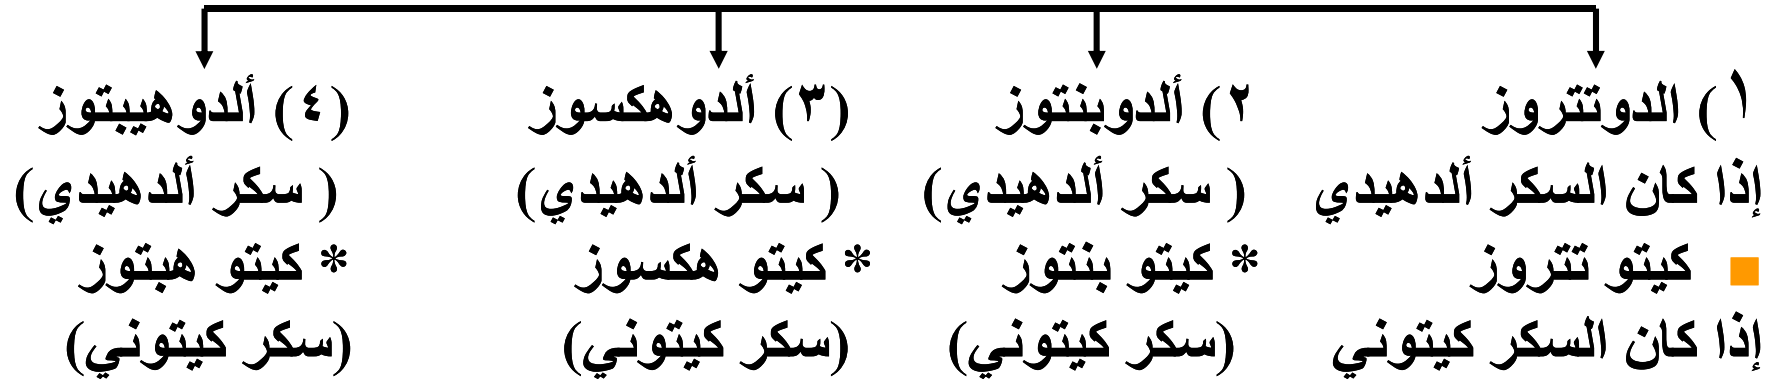 ١) الدوتتروز
إذا كان السكر ألدهيدي
كيتو تتروز
إذا كان السكر كيتوني
٢) ألدوبنتوز
( سكر ألدهيدي)
* كيتو بنتوز
(سكر كيتوني)
(٣) ألدوهكسوز
( سكر ألدهيدي)
* كيتو هكسوز
(سكر كيتوني)
(٤) ألدوهيبتوز
( سكر ألدهيدي)
* كيتو هبتوز
(سكر كيتوني)